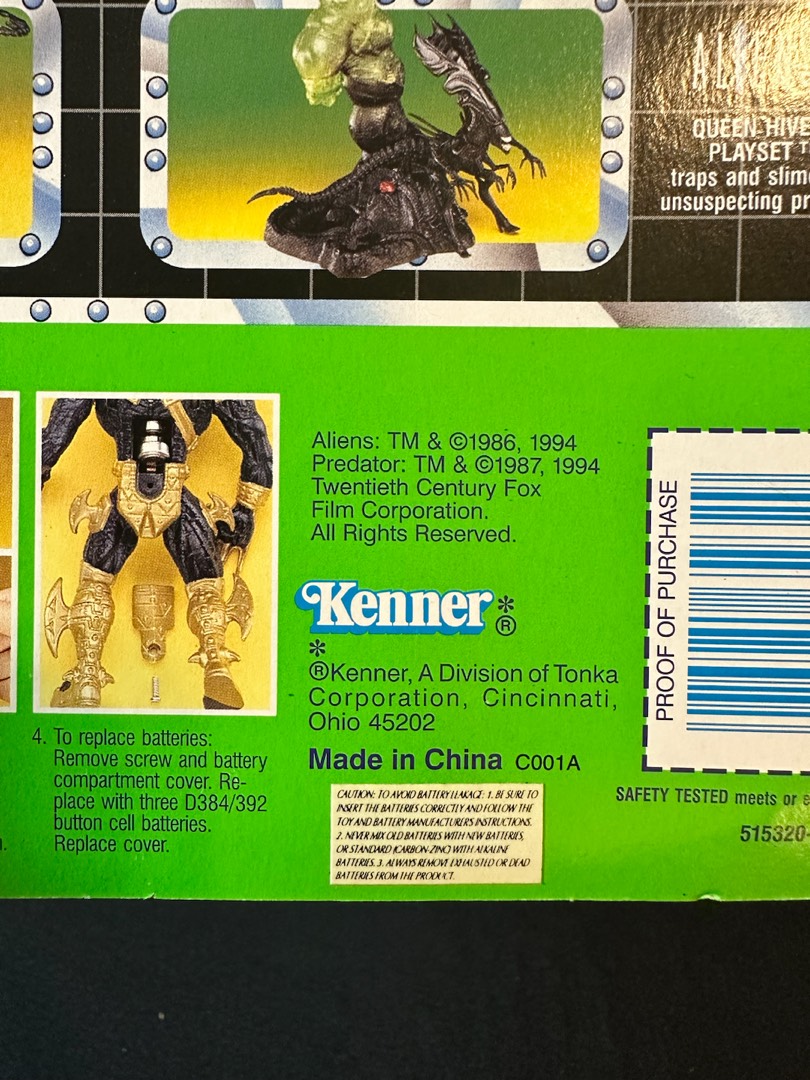 QUEEN HIVE
PLAYSET
traps and
unsuspecting
Aliens: TM & ©1986, 1994
Predator: TM & ©1987, 1994
Twentieth Century Fox
Film Corporation.
All Rights Reserved.
Kenner*®
*
®Kenner, A Division of Tonka
Corporation, Cincinnati,
Ohio 45202
Made in China C001A
CAUTION: TO AVOID BATTERY LEAKAGE: 1. BE SURE TO
INSERT THE BATTERIES CORRECTLY AND FOLLOW THE
TOY AND BATTERY MANUFACTURERS INSTRUCTIONS.
2. NEVER MIX OLD BATTERIES WITH NEW BATTERIES,
OR STANDARD (CARBON-ZINC) WITH ALKALINE
BATTERIES. 3. ALWAYS REMOVE EXHAUSTED OR DEAD
BATTERIES FROM THE PRODUCT.
4. To replace batteries:
Remove screw and battery
compartment cover. Re-
place with three D384/392
button cell batteries.
Replace cover.
PROOF OF PURCHASE
SAFETY TESTED meets or
515320-